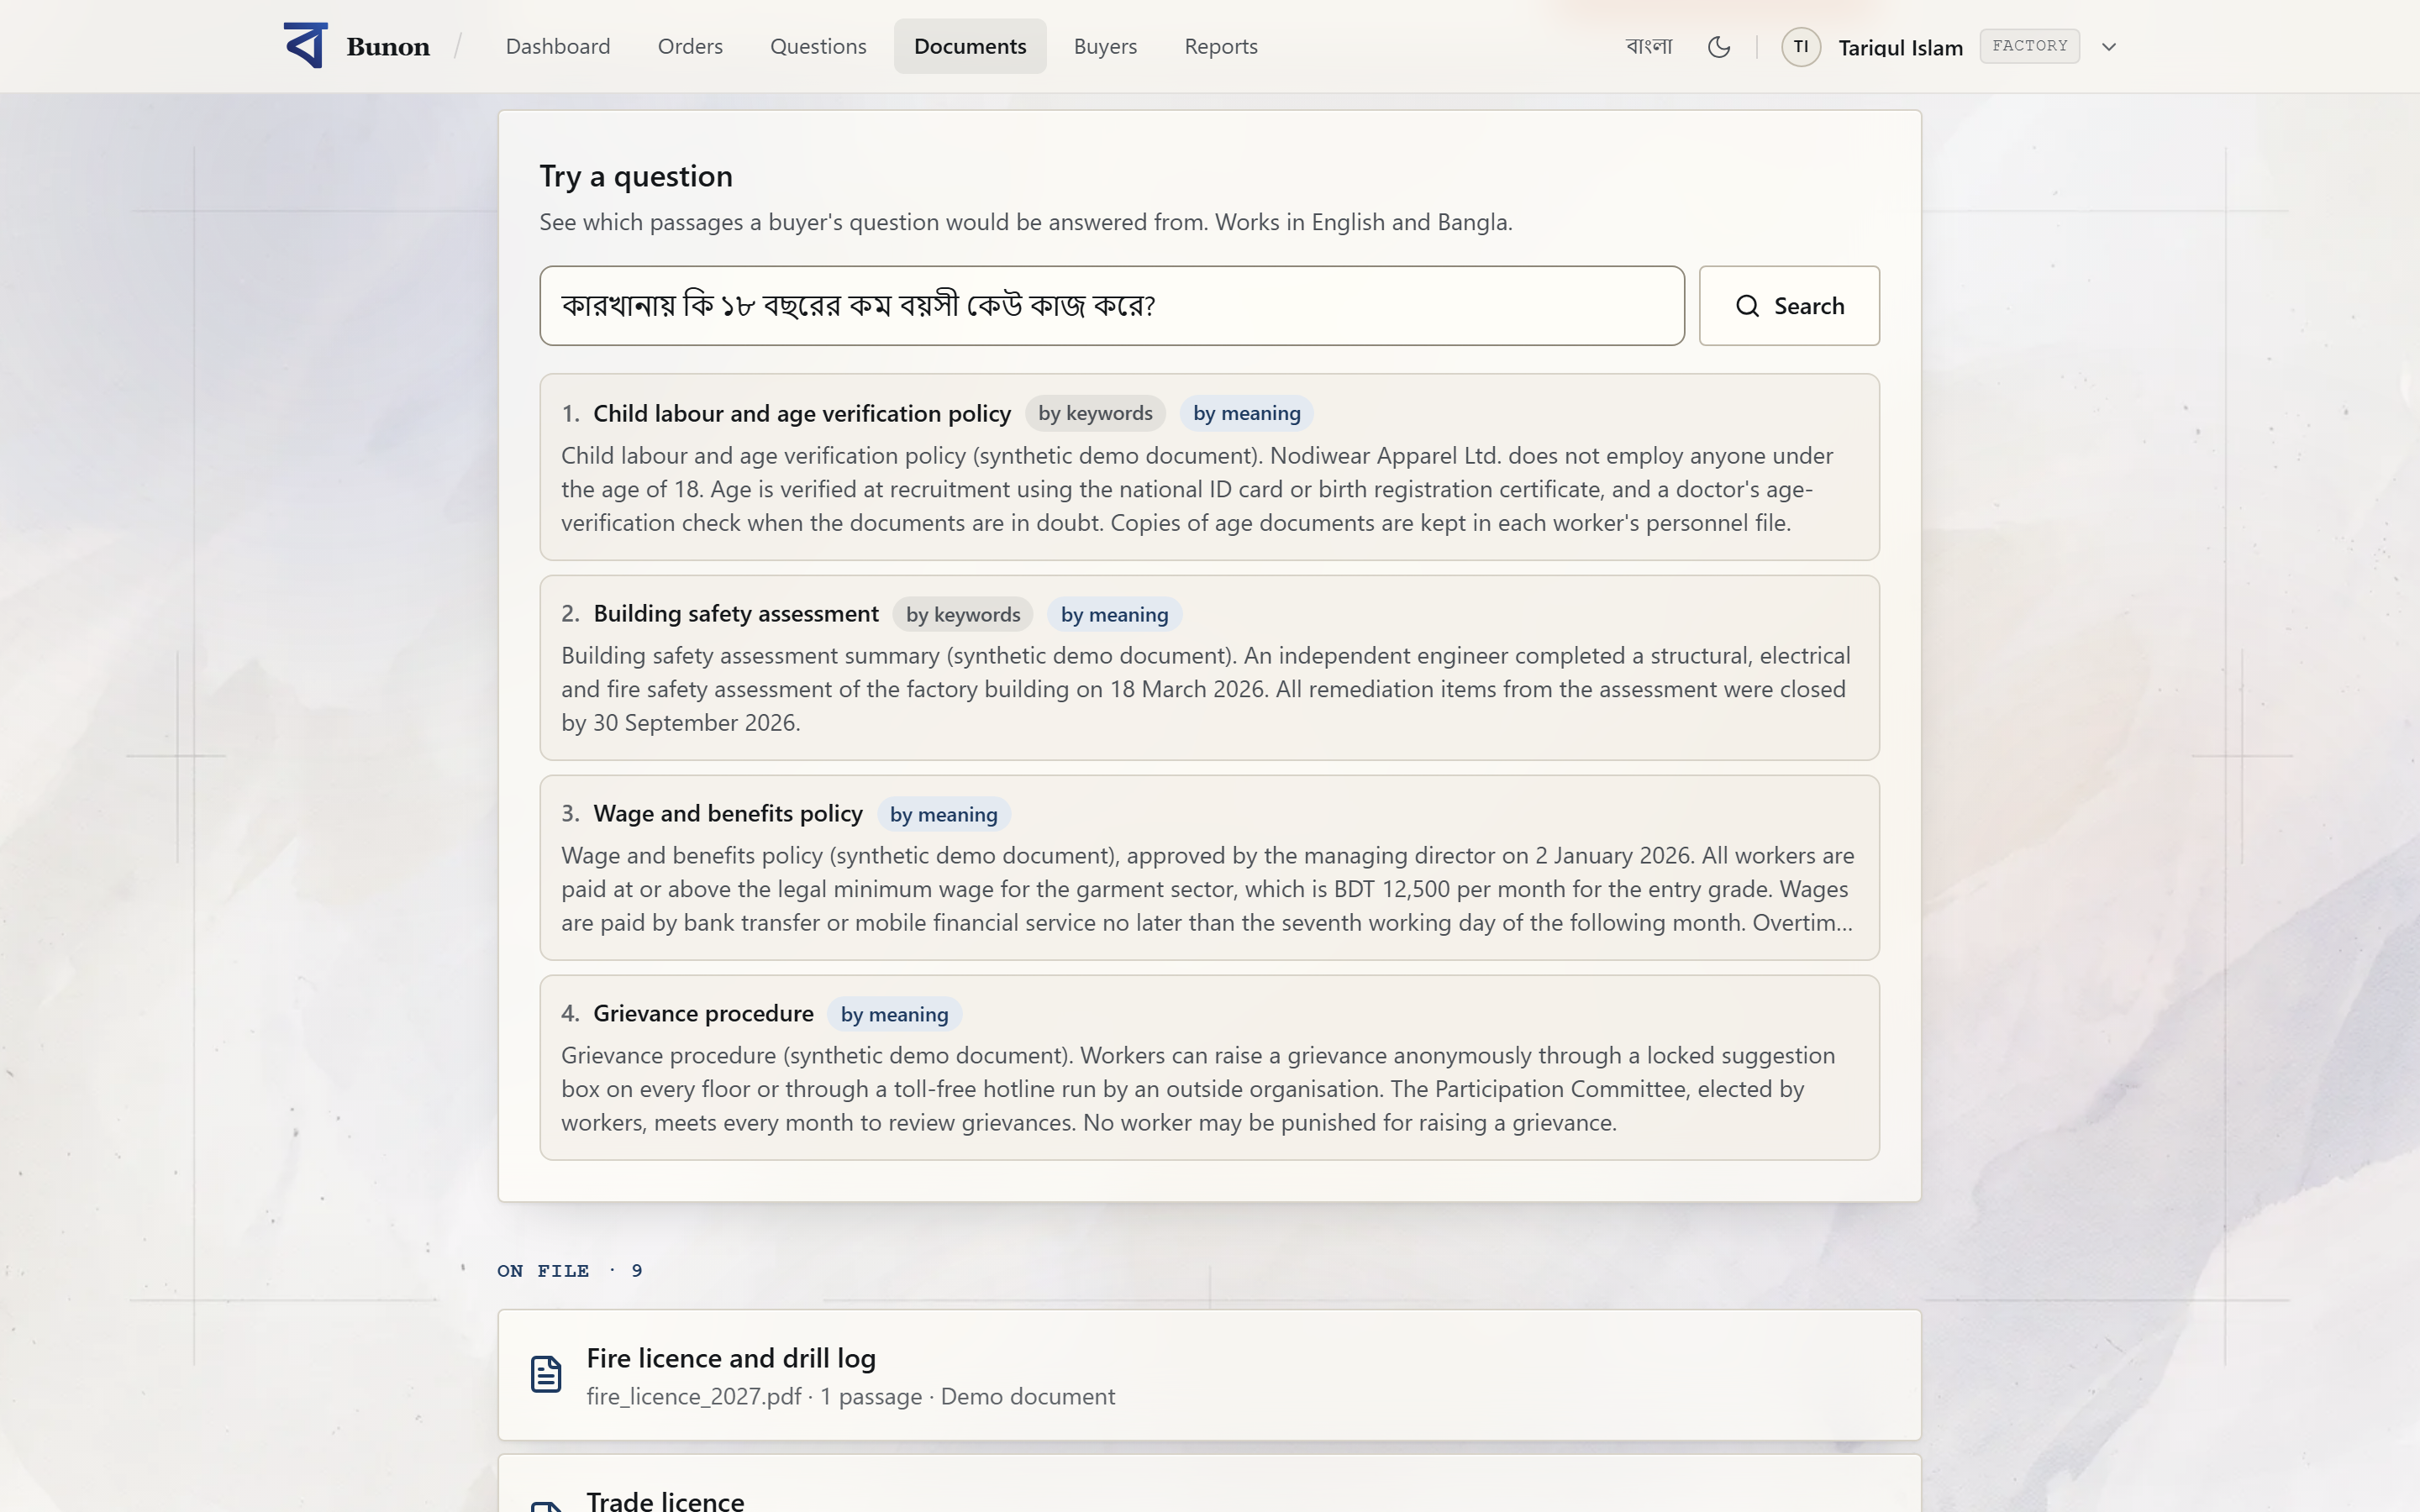 ব Bunon / Dashboard Orders Questions Documents Buyers Reports বাংলা TI Tariqul Islam FACTORY
Try a question
See which passages a buyer's question would be answered from. Works in English and Bangla.
কারখানায় কি ১৮ বছরের কম বয়সী কেউ কাজ করে? Search
1. Child labour and age verification policy by keywords by meaning
Child labour and age verification policy (synthetic demo document). Nodiwear Apparel Ltd. does not employ anyone under
the age of 18. Age is verified at recruitment using the national ID card or birth registration certificate, and a doctor's age-
verification check when the documents are in doubt. Copies of age documents are kept in each worker's personnel file.
2. Building safety assessment by keywords by meaning
Building safety assessment summary (synthetic demo document). An independent engineer completed a structural, electrical
and fire safety assessment of the factory building on 18 March 2026. All remediation items from the assessment were closed
by 30 September 2026.
3. Wage and benefits policy by meaning
Wage and benefits policy (synthetic demo document), approved by the managing director on 2 January 2026. All workers are
paid at or above the legal minimum wage for the garment sector, which is BDT 12,500 per month for the entry grade. Wages
are paid by bank transfer or mobile financial service no later than the seventh working day of the following month. Overtim...
4. Grievance procedure by meaning
Grievance procedure (synthetic demo document). Workers can raise a grievance anonymously through a locked suggestion
box on every floor or through a toll-free hotline run by an outside organisation. The Participation Committee, elected by
workers, meets every month to review grievances. No worker may be punished for raising a grievance.
ON FILE · 9
Fire licence and drill log
fire_licence_2027.pdf · 1 passage · Demo document
Trade licence